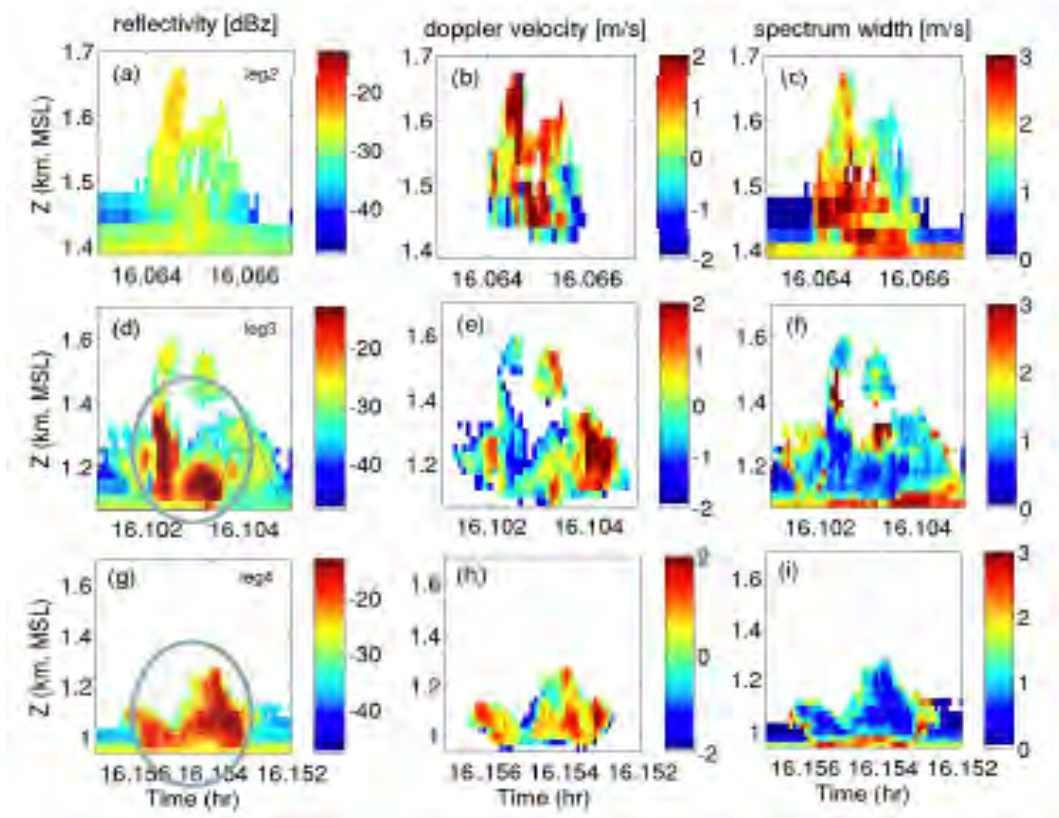 reflectivity [dBz] doppler velocity [m/s] spectrum width [m/s]
1.7 (a) leg2 -20 1.7 (b) 2 1.7 (c) 3
Z (km. MSL) 1.6 -30 1.6 1 1.6 2
1.5 -40 1.5 0 1.5 1
1.4 1.4 -1 1.4 0
-2
16.064 16.066 16.064 16.066 16.064 16.066
(d) leg3 (e) 2 (f) 3
Z (km. MSL) 1.6 -20 1.6 1 1.6 2
1.4 -30 1.4 0 1.4 1
1.2 -40 1.2 -1 1.2 0
-2
16.102 16.104 16.102 16.104 16.102 16.104
(g) leg4 (h) (i) 3
Z (km. MSL) 1.6 -20 1.6 1.6 2
1.4 -30 1.4 0 1.4 1
1.2 -40 1.2 1.2 0
1 1 -2 1
16.156 16.154 16.152 16.156 16.154 16.152 16.156 16.154 16.152
Time (hr) Time (hr) Time (hr)